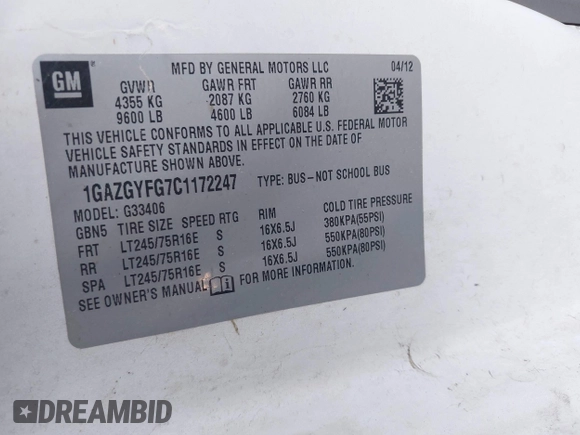 GM
MFD BY GENERAL MOTORS LLC 04/12
GVWR GAWR FRT GAWR RR
4355 KG 2087 KG 2760 KG
9600 LB 4600 LB 6084 LB
THIS VEHICLE CONFORMS TO ALL APPLICABLE U.S. FEDERAL MOTOR
VEHICLE SAFETY STANDARDS IN EFFECT ON THE DATE OF
MANUFACTURE SHOWN ABOVE.
1GAZGYFG7C1172247 TYPE: BUS–NOT SCHOOL BUS
MODEL: G33406
GBN5 TIRE SIZE SPEED RTG RIM COLD TIRE PRESSURE
FRT LT245/75R16E S 16X6.5J 380KPA(55PSI)
RR LT245/75R16E S 16X6.5J 550KPA(80PSI)
SPA LT245/75R16E S 16X6.5J 550KPA(80PSI)
SEE OWNER'S MANUAL FOR MORE INFORMATION.
DREAMBID